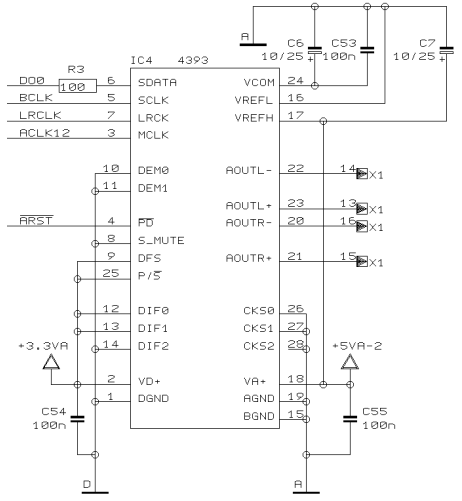 A
C6 C53 C7
10/25 100n 10/25
+ +
IC4 4393
R3
DO0 100 6 SDATA VCOM 24
BCLK 5 SCLK VREFL 16
LRCLK 7 LRCK VREFH 17
ACLK12 3 MCLK
10 DEM0 AOUTL- 22 14 X1
11 DEM1
AOUTL+ 23 13 X1
ARST 4 PD AOUTR- 20 16 X1
8 S_MUTE
9 DFS AOUTR+ 21 15 X1
25 P/S
12 DIF0 CKS0 26
13 DIF1 CKS1 27
14 DIF2 CKS2 28
+3.3VA +5VA-2
2 VD+ VA+ 18
1 DGND AGND 19
BGND 15
C54 C55
100n 100n
D A